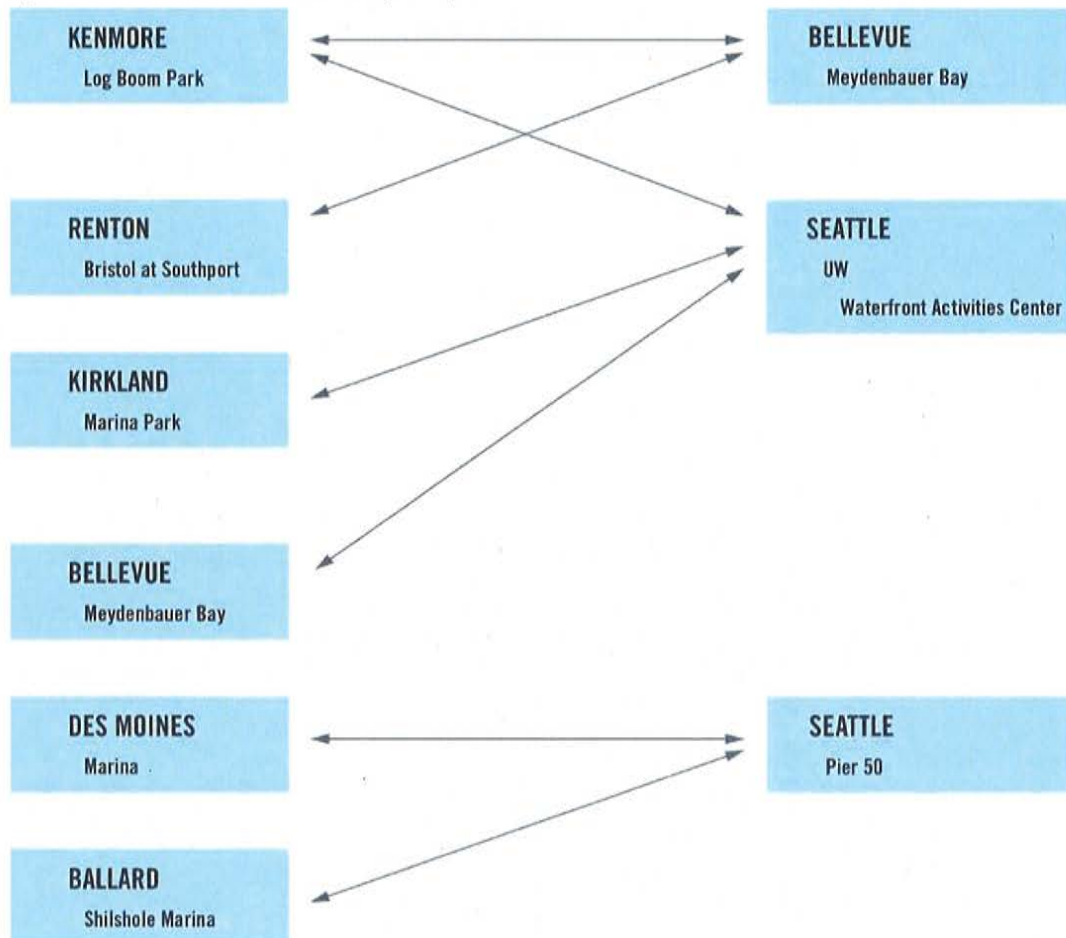 KENMORE
Log Boom Park
BELLEVUE
Meydenbauer Bay
RENTON
Bristol at Southport
SEATTLE
UW
Waterfront Activities Center
KIRKLAND
Marina Park
BELLEVUE
Meydenbauer Bay
DES MOINES
Marina
SEATTLE
Pier 50
BALLARD
Shilshole Marina